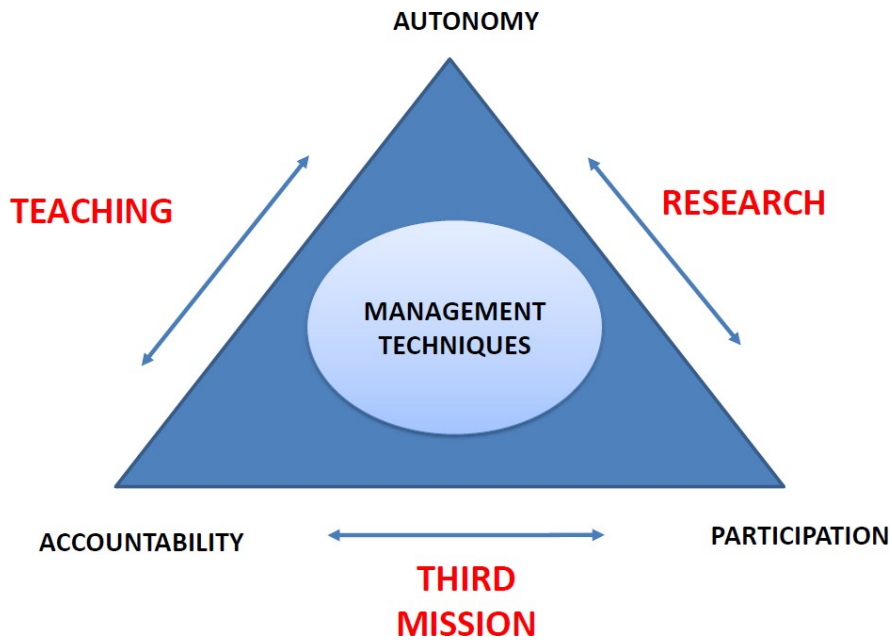 AUTONOMY
TEACHING
RESEARCH
MANAGEMENT
TECHNIQUES
ACCOUNTABILITY
PARTICIPATION
THIRD
MISSION